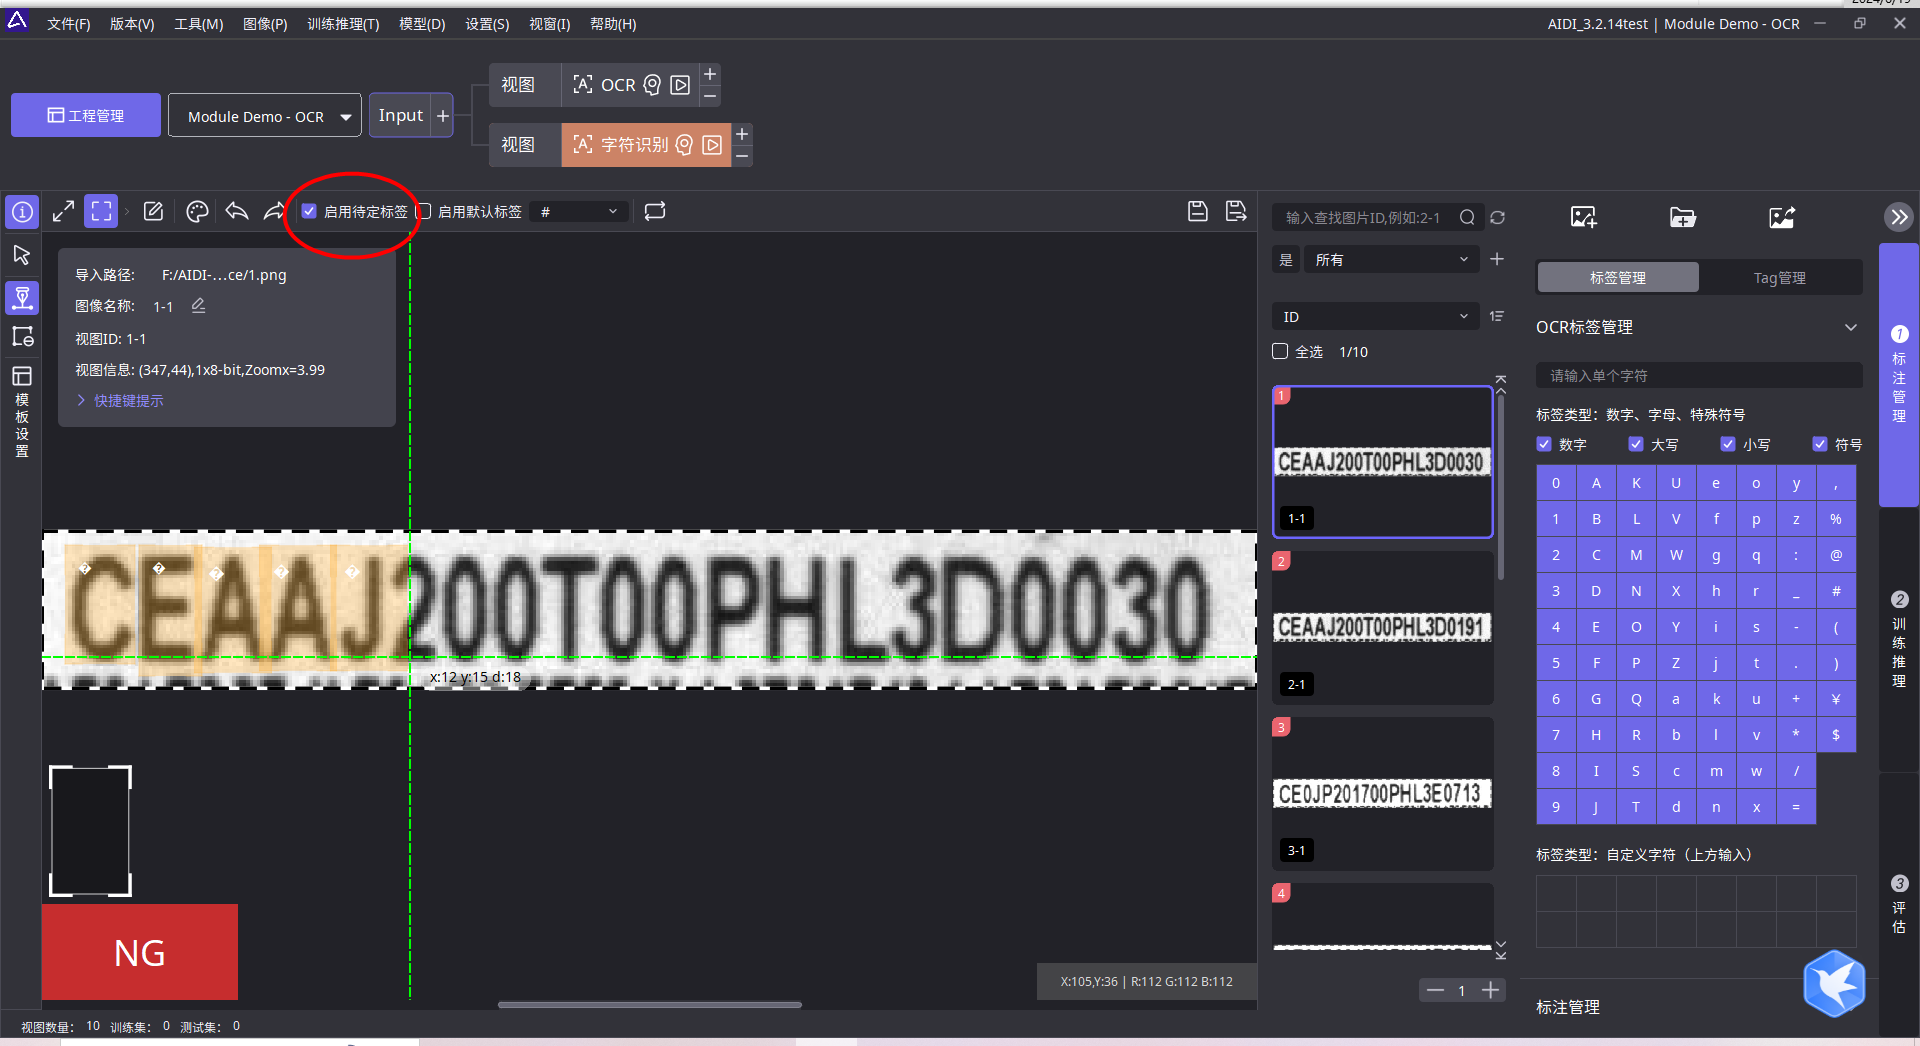 文件(F) 版本(V) 工具(M) 图像(P) 训练推理(T) 模型(D) 设置(S) 视窗(I) 帮助(H) AIDI_3.2.14test | Module Demo - OCR
工程管理 Module Demo - OCR Input +
视图 OCR + −
视图 字符识别 + −
启用待定标签 启用默认标签 #
导入路径: F:/AIDI-...ce/1.png
图像名称: 1-1
视图ID: 1-1
视图信息: (347,44),1x8-bit,Zoomx=3.99
快捷键提示
模板设置
CEAAJ200T00PHL3D0030
x:12 y:15 d:18
NG
X:105,Y:36 | R:112 G:112 B:112
视图数量: 10 训练集: 0 测试集: 0
输入查找图片ID,例如:2-1
是 所有
ID
全选 1/10
1
CEAAJ200T00PHL3D0030
1-1
2
CEAAJ200T00PHL3D0191
2-1
3
CE0JP201700PHL3E0713
3-1
4
1
标签管理 Tag管理
OCR标签管理
请输入单个字符
标签类型：数字、字母、特殊符号
数字 大写 小写 符号
0 A K U e o y ,
1 B L V f p z %
2 C M W g q : @
3 D N X h r _ #
4 E O Y i s - (
5 F P Z j t . )
6 G Q a k u + ¥
7 H R b l v * $
8 I S c m w /
9 J T d n x =
标签类型：自定义字符（上方输入）
标注管理
1 标注管理
2 训练推理
3 评估